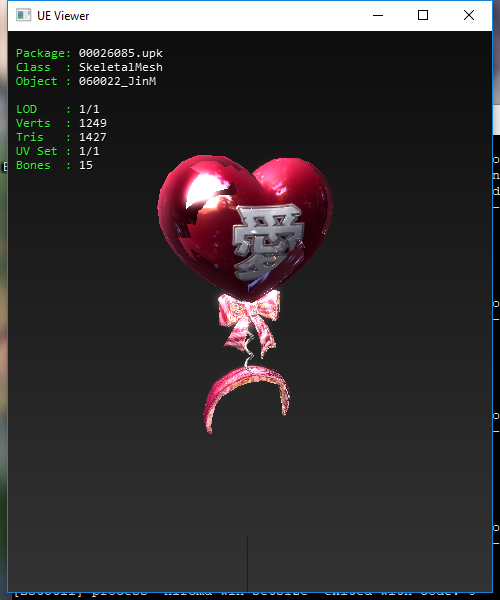 UE Viewer
Package: 00026085.upk
Class : SkeletalMesh
Object : 060022_JinM
LOD : 1/1
Verts : 1249
Tris : 1427
UV Set : 1/1
Bones : 15
愛